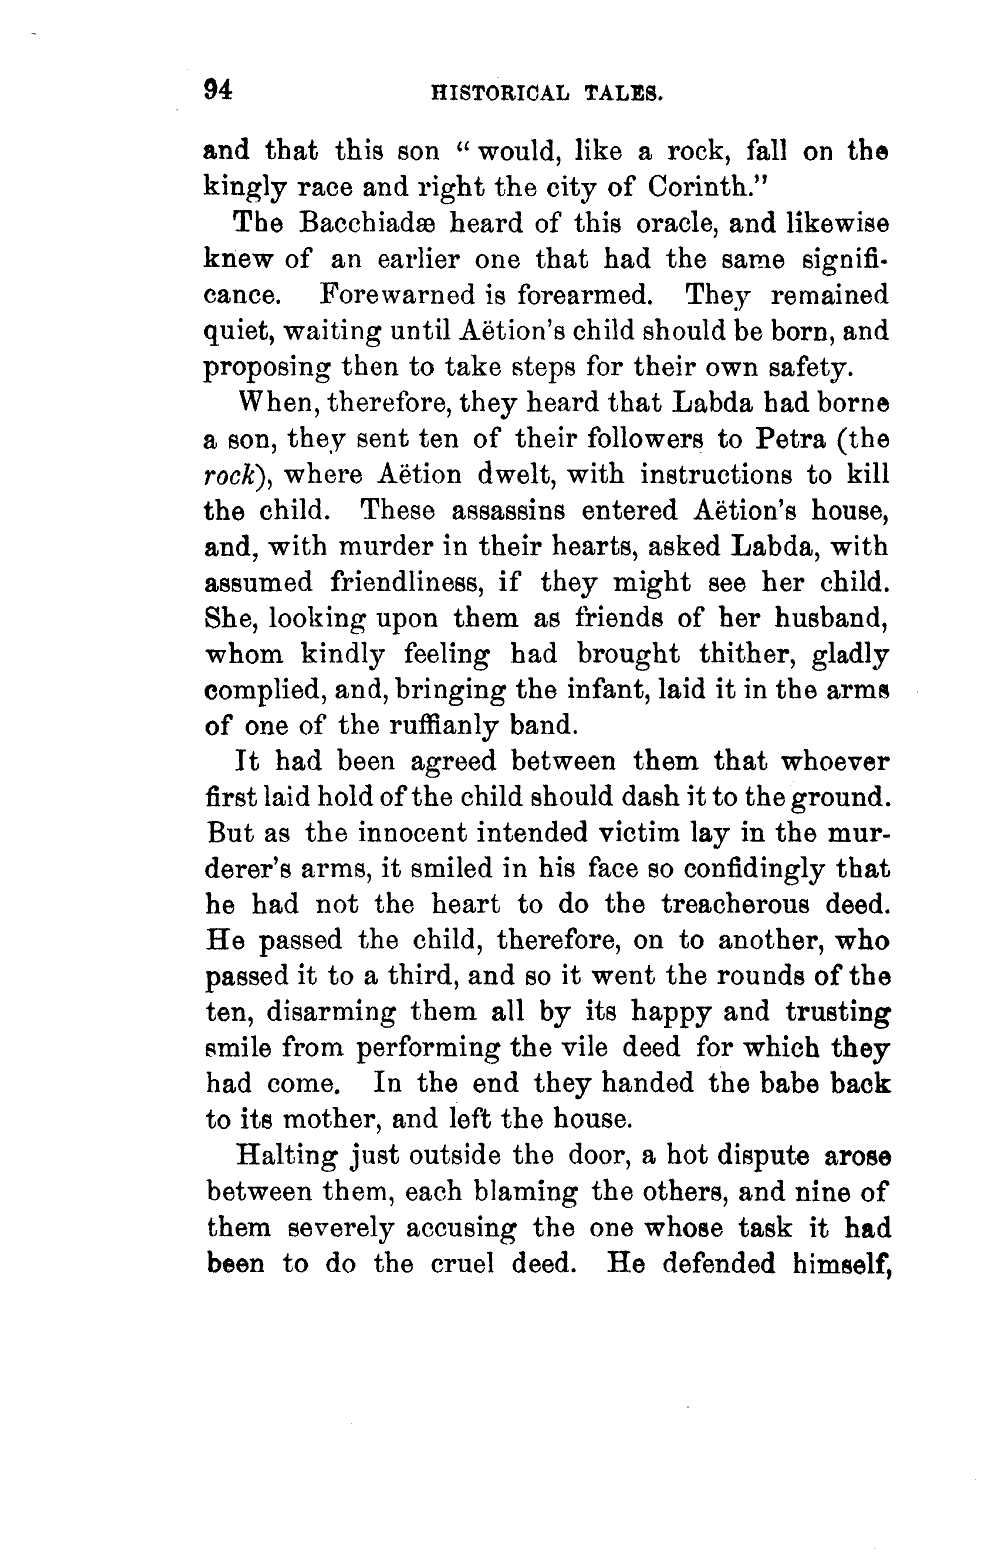 94 HISTORICAL TALES.
and that this son “would, like a rock, fall on the
kingly race and right the city of Corinth.”
The Bacchiadæ heard of this oracle, and likewise
knew of an earlier one that had the same signifi-
cance. Forewarned is forearmed. They remained
quiet, waiting until Aëtion's child should be born, and
proposing then to take steps for their own safety.
When, therefore, they heard that Labda had borne
a son, they sent ten of their followers to Petra (the
rock), where Aëtion dwelt, with instructions to kill
the child. These assassins entered Aëtion's house,
and, with murder in their hearts, asked Labda, with
assumed friendliness, if they might see her child.
She, looking upon them as friends of her husband,
whom kindly feeling had brought thither, gladly
complied, and, bringing the infant, laid it in the arms
of one of the ruffianly band.
It had been agreed between them that whoever
first laid hold of the child should dash it to the ground.
But as the innocent intended victim lay in the mur-
derer's arms, it smiled in his face so confidingly that
he had not the heart to do the treacherous deed.
He passed the child, therefore, on to another, who
passed it to a third, and so it went the rounds of the
ten, disarming them all by its happy and trusting
smile from performing the vile deed for which they
had come. In the end they handed the babe back
to its mother, and left the house.
Halting just outside the door, a hot dispute arose
between them, each blaming the others, and nine of
them severely accusing the one whose task it had
been to do the cruel deed. He defended himself,